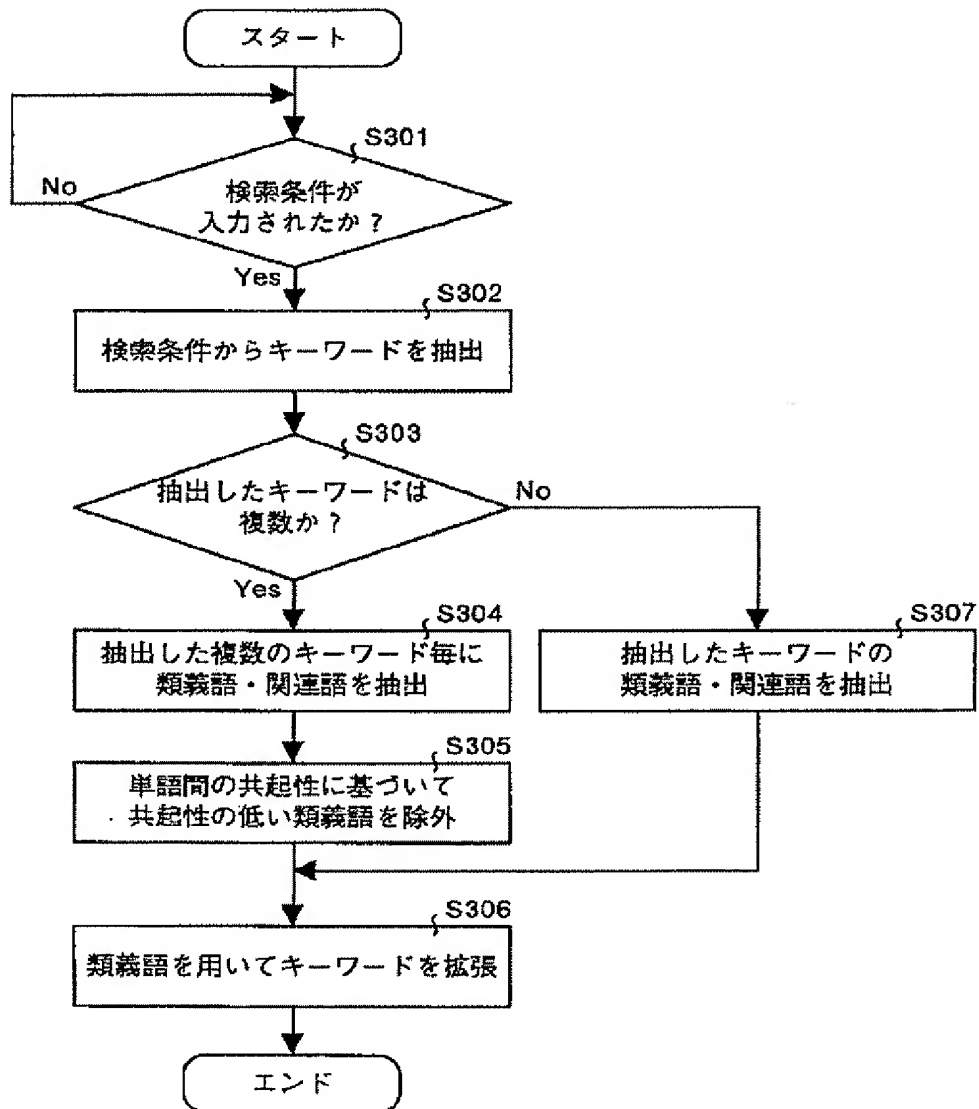 スタート
S301
No
検索条件が
入力されたか？
Yes
S302
検索条件からキーワードを抽出
S303
抽出したキーワードは
複数か？
No
Yes
S304
抽出した複数のキーワード毎に
類義語・関連語を抽出
S307
抽出したキーワードの
類義語・関連語を抽出
S305
単語間の共起性に基づいて
共起性の低い類義語を除外
S306
類義語を用いてキーワードを拡張
エンド